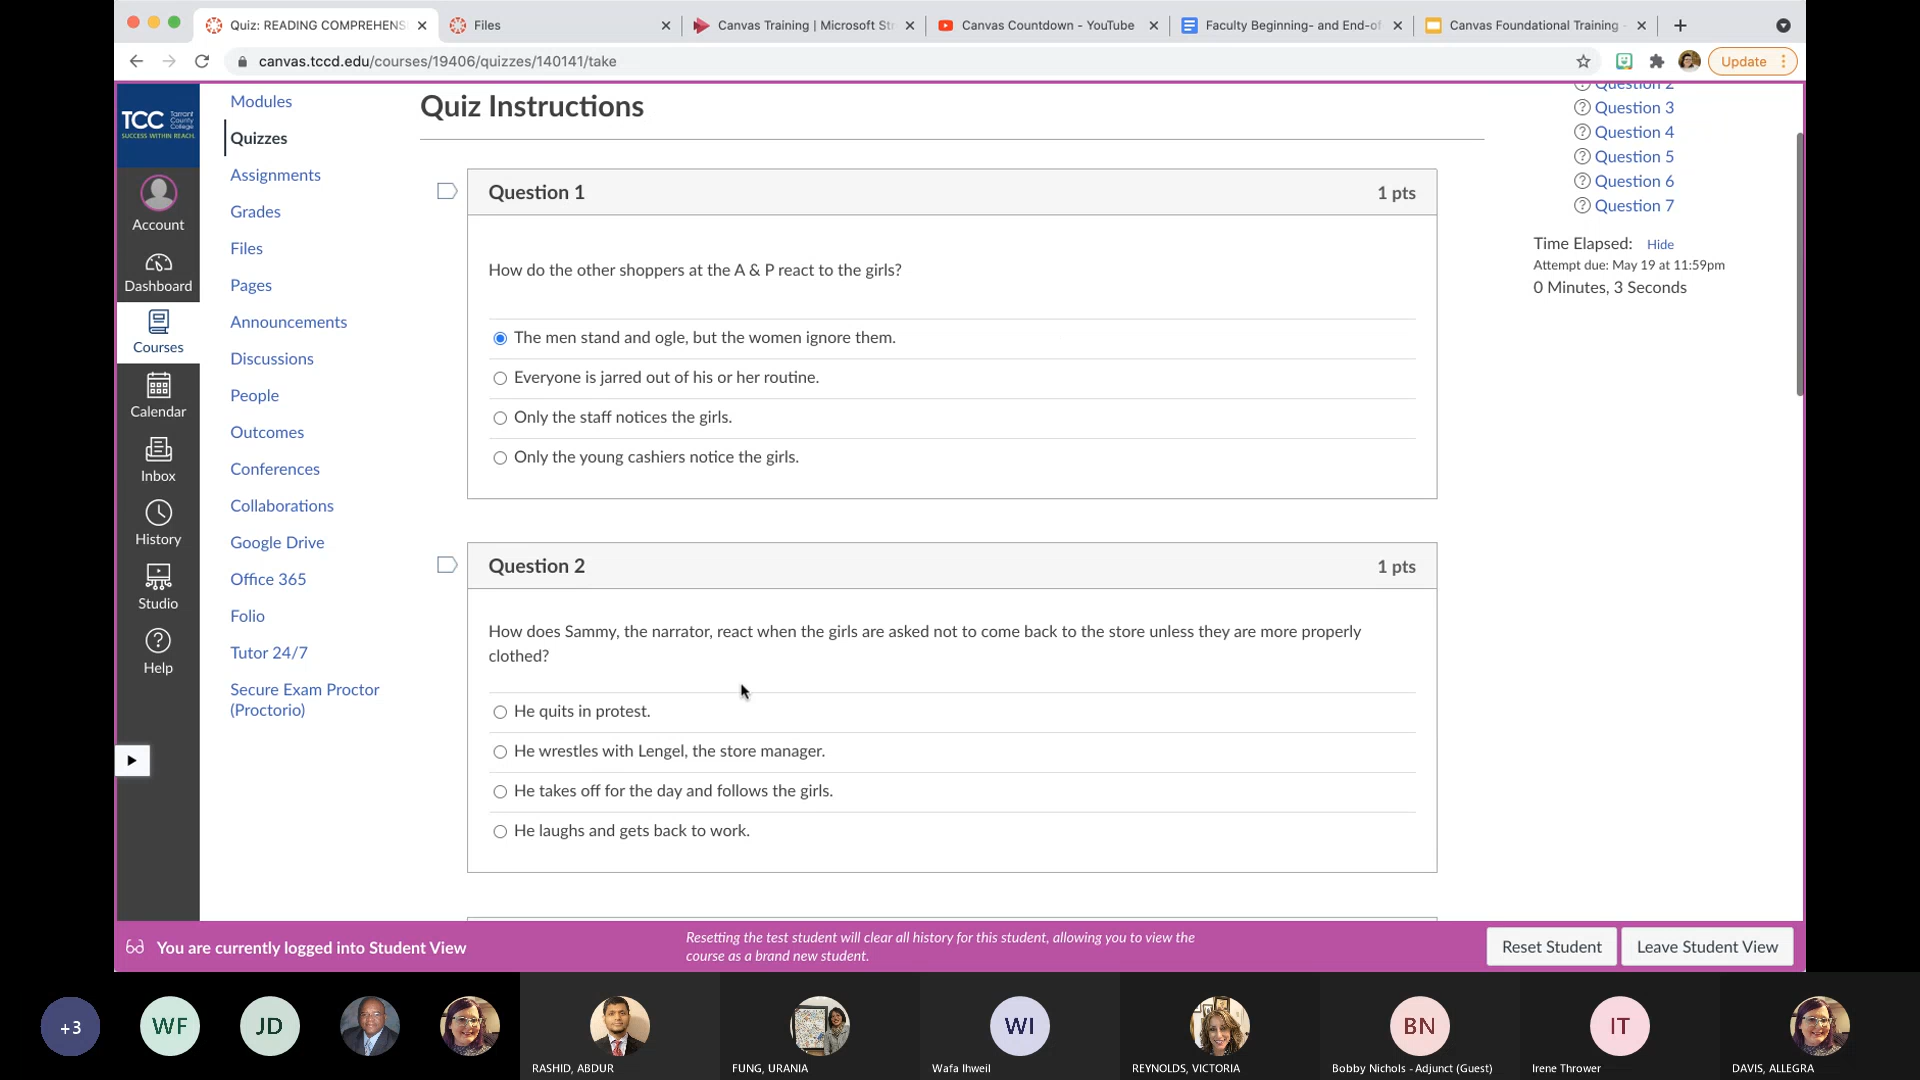 Quiz: READING COMPREHENS
Files
Canvas Training | Microsoft Str
Canvas Countdown - YouTube
Faculty Beginning- and End-of
Canvas Foundational Training -
canvas.tccd.edu/courses/19406/quizzes/140141/take
Update
TCC Tarrant County College
SUCCESS WITHIN REACH.
Account
Dashboard
Courses
Calendar
Inbox
History
Studio
Help
Modules
Quizzes
Assignments
Grades
Files
Pages
Announcements
Discussions
People
Outcomes
Conferences
Collaborations
Google Drive
Office 365
Folio
Tutor 24/7
Secure Exam Proctor
(Proctorio)
Quiz Instructions
Question 1
1 pts
How do the other shoppers at the A & P react to the girls?
The men stand and ogle, but the women ignore them.
Everyone is jarred out of his or her routine.
Only the staff notices the girls.
Only the young cashiers notice the girls.
Question 2
1 pts
How does Sammy, the narrator, react when the girls are asked not to come back to the store unless they are more properly
clothed?
He quits in protest.
He wrestles with Lengel, the store manager.
He takes off for the day and follows the girls.
He laughs and gets back to work.
Question 2
Question 3
Question 4
Question 5
Question 6
Question 7
Time Elapsed: Hide
Attempt due: May 19 at 11:59pm
0 Minutes, 3 Seconds
You are currently logged into Student View
Resetting the test student will clear all history for this student, allowing you to view the
course as a brand new student.
Reset Student
Leave Student View
+3
WF
JD
WI
BN
IT
RASHID, ABDUR
FUNG, URANIA
Wafa Ihweil
REYNOLDS, VICTORIA
Bobby Nichols - Adjunct (Guest)
Irene Thrower
DAVIS, ALLEGRA